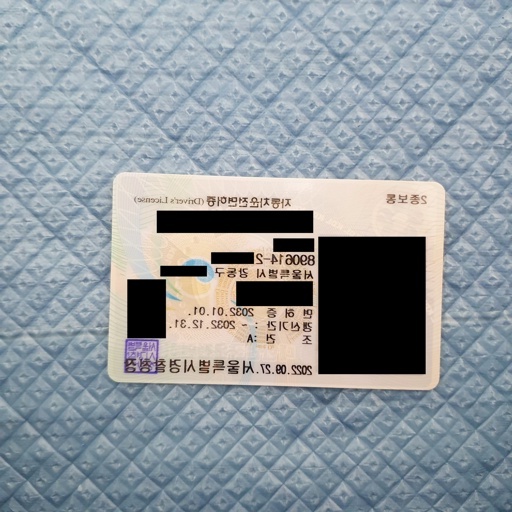 2종보통 자동차운전면허증 (Driver's License)
890614-2
서울특별시 강동구
면 허 증 2032.01.01.
갱신기간 : ~ 2032.12.31.
조 건 :A
2022.09.27. 서울특별시경찰청장